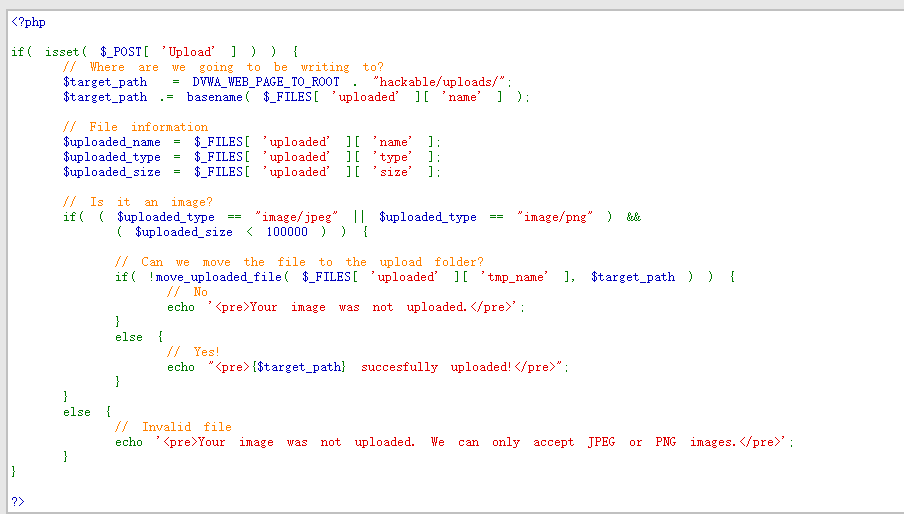 <?php
if( isset( $_POST[ 'Upload' ] ) ) {
// Where are we going to be writing to?
$target_path = DVWA_WEB_PAGE_TO_ROOT . "hackable/uploads/";
$target_path .= basename( $_FILES[ 'uploaded' ][ 'name' ] );
// File information
$uploaded_name = $_FILES[ 'uploaded' ][ 'name' ];
$uploaded_type = $_FILES[ 'uploaded' ][ 'type' ];
$uploaded_size = $_FILES[ 'uploaded' ][ 'size' ];
// Is it an image?
if( ( $uploaded_type == "image/jpeg" || $uploaded_type == "image/png" ) &&
( $uploaded_size < 100000 ) ) {
// Can we move the file to the upload folder?
if( !move_uploaded_file( $_FILES[ 'uploaded' ][ 'tmp_name' ], $target_path ) ) {
// No
echo '<pre>Your image was not uploaded.</pre>';
}
else {
// Yes!
echo "<pre>{$target_path} succesfully uploaded!</pre>";
}
}
else {
// Invalid file
echo '<pre>Your image was not uploaded. We can only accept JPEG or PNG images.</pre>';
}
}
?>